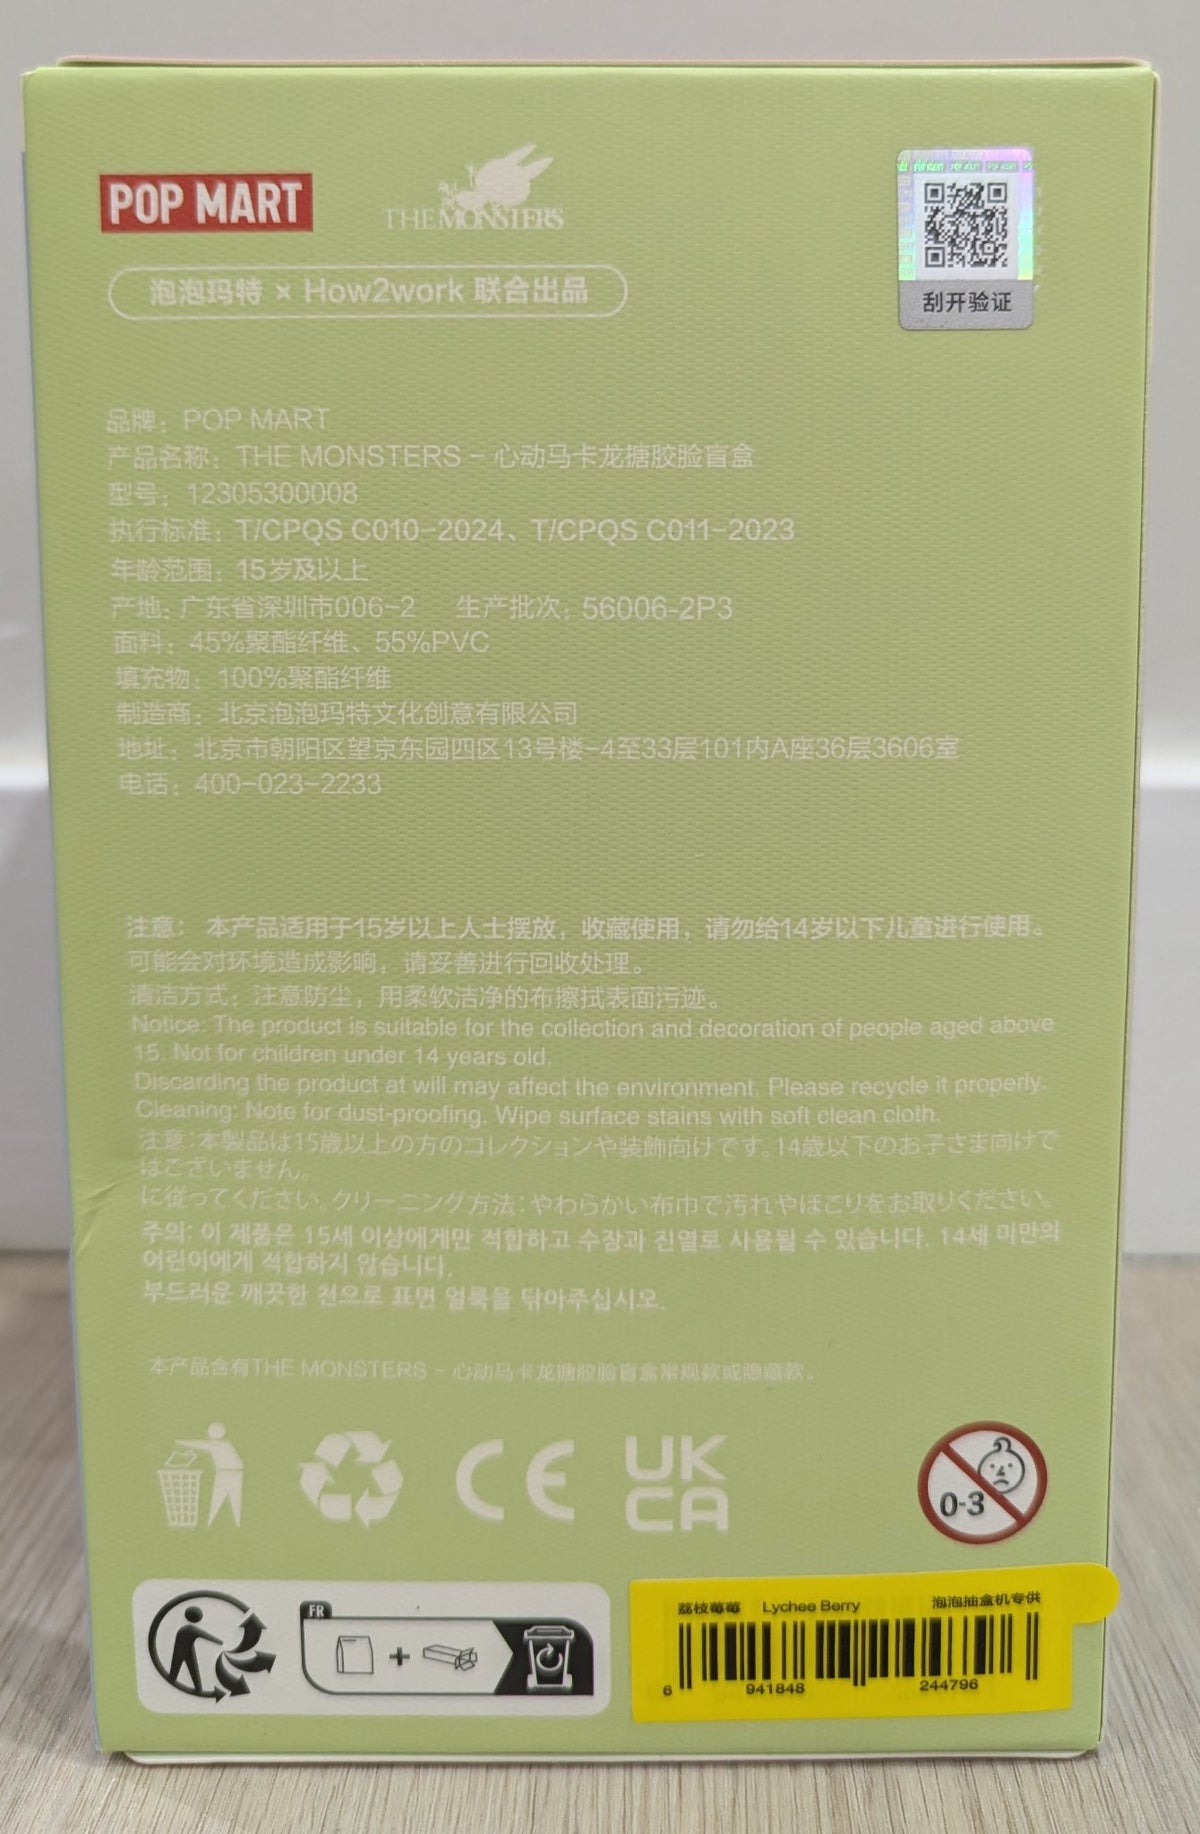 POP MART
THE MONSTERS
泡泡玛特 × How2work 联合出品
刮开验证
品牌：POP MART
产品名称：THE MONSTERS - 心动马卡龙搪胶脸盲盒
型号：12305300008
执行标准：T/CPQS C010-2024、T/CPQS C011-2023
年龄范围：15岁及以上
产地：广东省深圳市006-2 生产批次：56006-2P3
面料：45%聚酯纤维、55%PVC
填充物：100%聚酯纤维
制造商：北京泡泡玛特文化创意有限公司
地址：北京市朝阳区望京东园四区13号楼-4至33层101内A座36层3606室
电话：400-023-2233
注意： 本产品适用于15岁以上人士摆放，收藏使用，请勿给14岁以下儿童进行使用。
可能会对环境造成影响，请妥善进行回收处理。
清洁方式：注意防尘，用柔软洁净的布擦拭表面污迹。
Notice: The product is suitable for the collection and decoration of people aged above
15. Not for children under 14 years old.
Discarding the product at will may affect the environment. Please recycle it properly.
Cleaning: Note for dust-proofing. Wipe surface stains with soft clean cloth.
注意：本製品は15歳以上の方のコレクションや装飾向けです。14歳以下のお子さま向けで
はございません。
に従ってください。クリーニング方法：やわらかい布巾で汚れやほこりをお取りください。
주의: 이 제품은 15세 이상에게만 적합하고 수장과 진열로 사용될 수 있습니다. 14세 미만의
어린이에게 적합하지 않습니다.
부드러운 깨끗한 천으로 표면 얼룩을 닦아주십시오.
本产品含有THE MONSTERS - 心动马卡龙搪胶脸盲盒常规款或隐藏款。
CE
UK
CA
0-3
FR
+
荔枝莓莓 Lychee Berry 泡泡抽盒机专供
6 941848 244796